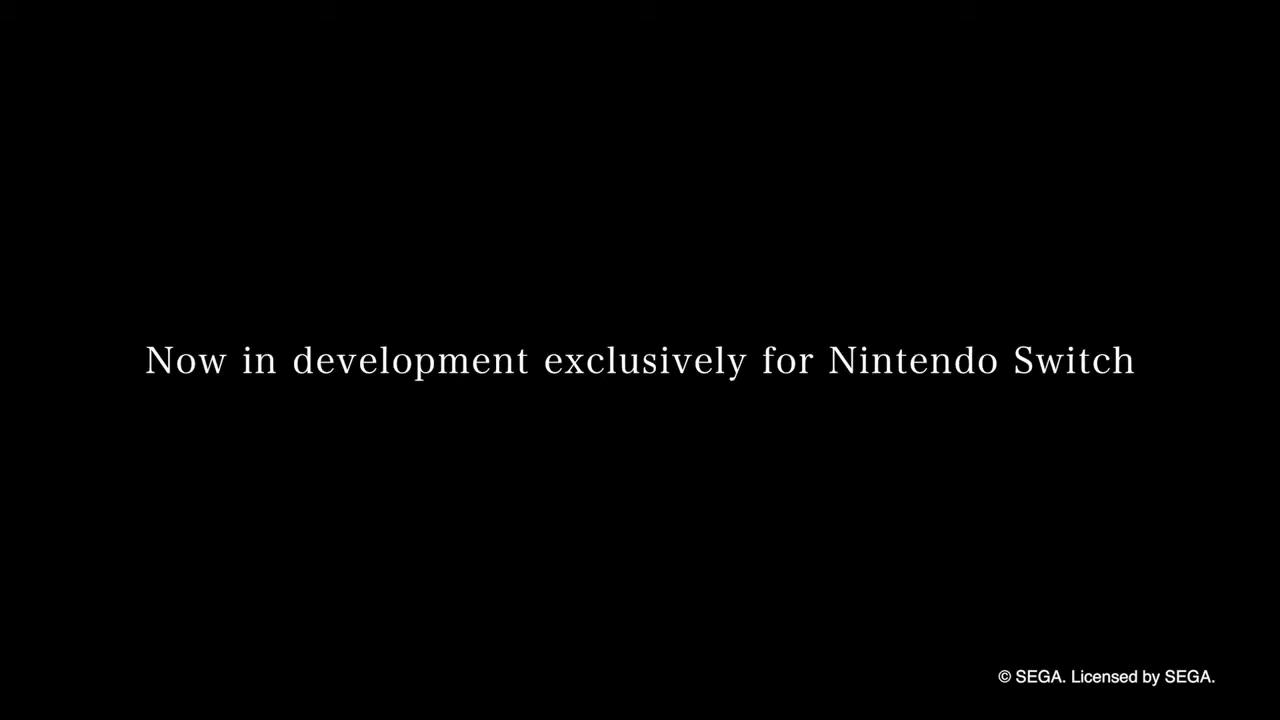 Now in development exclusively for Nintendo Switch
© SEGA. Licensed by SEGA.